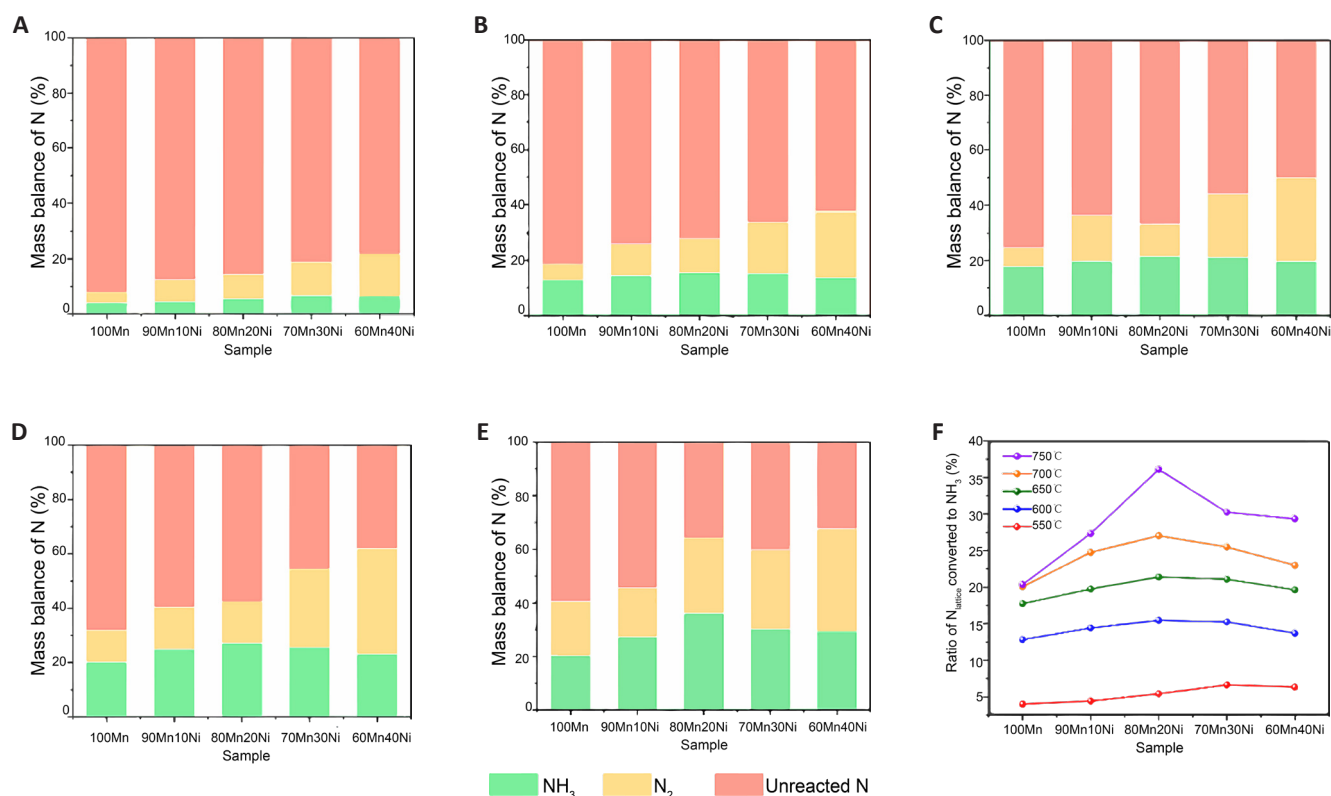 A
Mass balance of N (%)
100
80
60
40
20
0
100Mn 90Mn10Ni 80Mn20Ni 70Mn30Ni 60Mn40Ni
Sample
B
Mass balance of N (%)
100
80
60
40
20
0
100Mn 90Mn10Ni 80Mn20Ni 70Mn30Ni 60Mn40Ni
Sample
C
Mass balance of N (%)
100
80
60
40
20
0
100Mn 90Mn10Ni 80Mn20Ni 70Mn30Ni 60Mn40Ni
Sample
D
Mass balance of N (%)
100
80
60
40
20
0
100Mn 90Mn10Ni 80Mn20Ni 70Mn30Ni 60Mn40Ni
Sample
E
Mass balance of N (%)
100
80
60
40
20
0
100Mn 90Mn10Ni 80Mn20Ni 70Mn30Ni 60Mn40Ni
Sample
F
Ratio of N_lattice converted to NH₃ (%)
40
35
30
25
20
15
10
5
750℃
700℃
650℃
600℃
550℃
100Mn 90Mn10Ni 80Mn20Ni 70Mn30Ni 60Mn40Ni
Sample
NH₃ N₂ Unreacted N